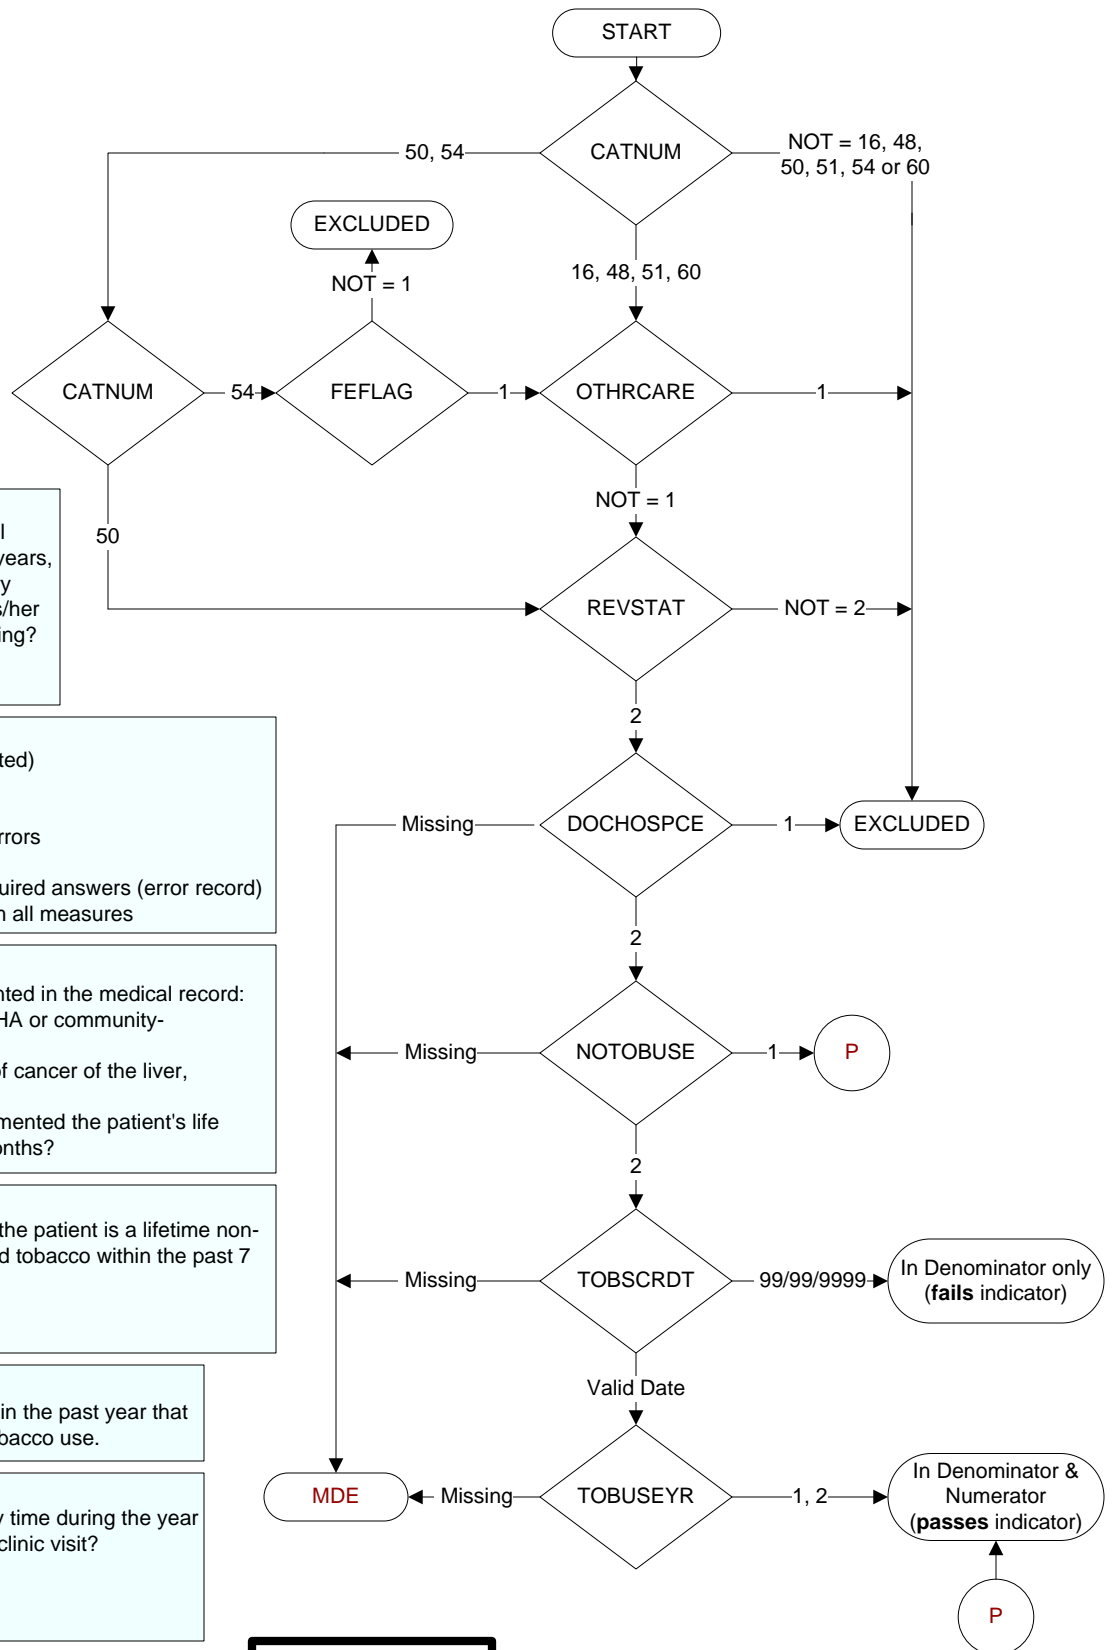 START
CATNUM
50, 54
NOT = 16, 48,
50, 51, 54 or 60
EXCLUDED
NOT = 1
16, 48, 51, 60
CATNUM
54
FEFLAG
1
OTHRCARE
1
NOT = 1
50
REVSTAT
NOT = 2
years,
s/her
ing?
2
ted)
rrors
uired answers (error record)
n all measures
Missing
DOCHOSPCE
1
EXCLUDED
2
nted in the medical record:
HA or community-
of cancer of the liver,
mented the patient's life
onths?
Missing
NOTOBUSE
1
P
2
the patient is a lifetime non-
d tobacco within the past 7
Missing
TOBSCRDT
99/99/9999
In Denominator only
(fails indicator)
Valid Date
in the past year that
bacco use.
MDE
Missing
TOBUSEYR
1, 2
In Denominator &
Numerator
(passes indicator)
y time during the year
clinic visit?
P